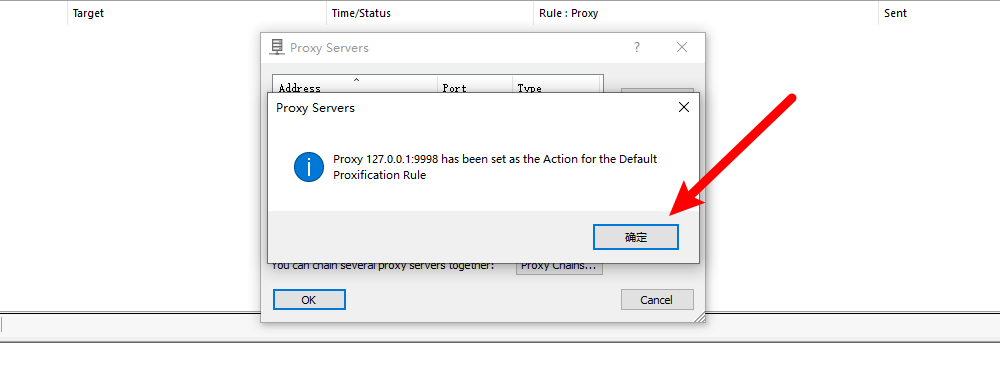 Target Time/Status Rule : Proxy Sent
Proxy Servers
Address Port Type
Proxy Servers
Proxy 127.0.0.1:9998 has been set as the Action for the Default
Proxification Rule
确定
You can chain several proxy servers together: Proxy Chains...
OK Cancel